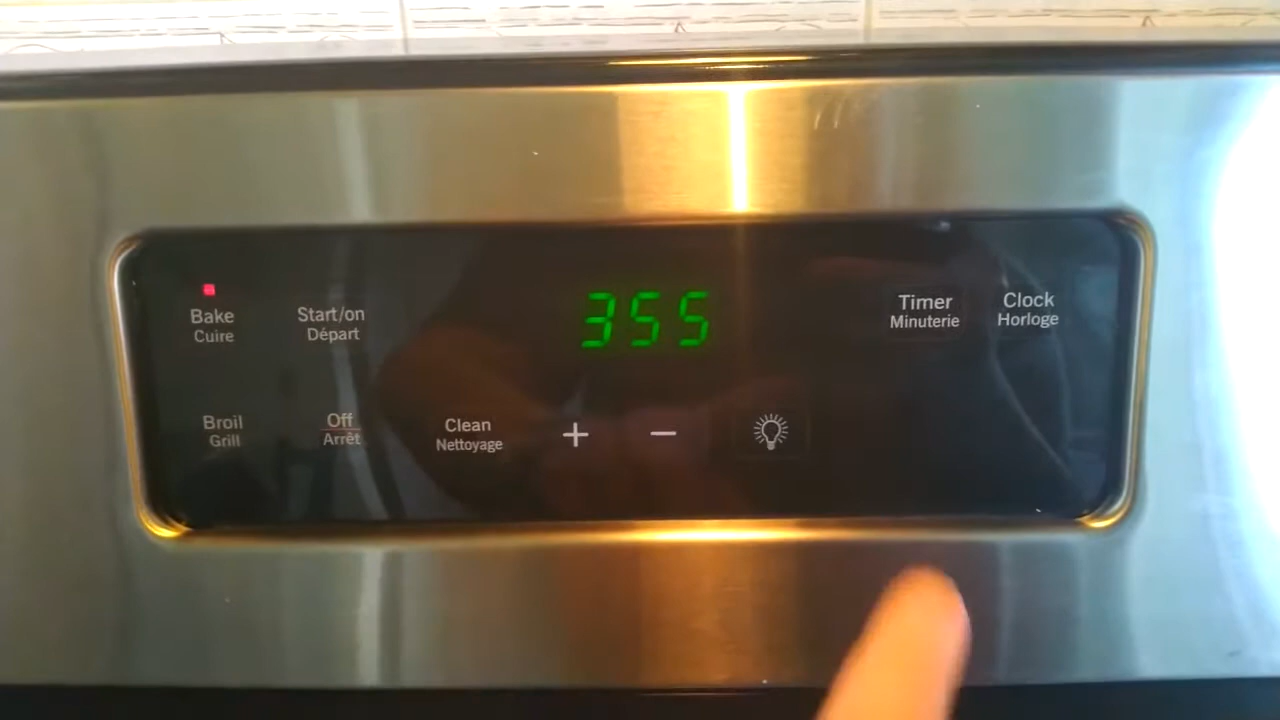 Bake
Cuire
Start/on
Départ
355
Timer
Minuterie
Clock
Horloge
Broil
Grill
Off
Arrêt
Clean
Nettoyage
+
−